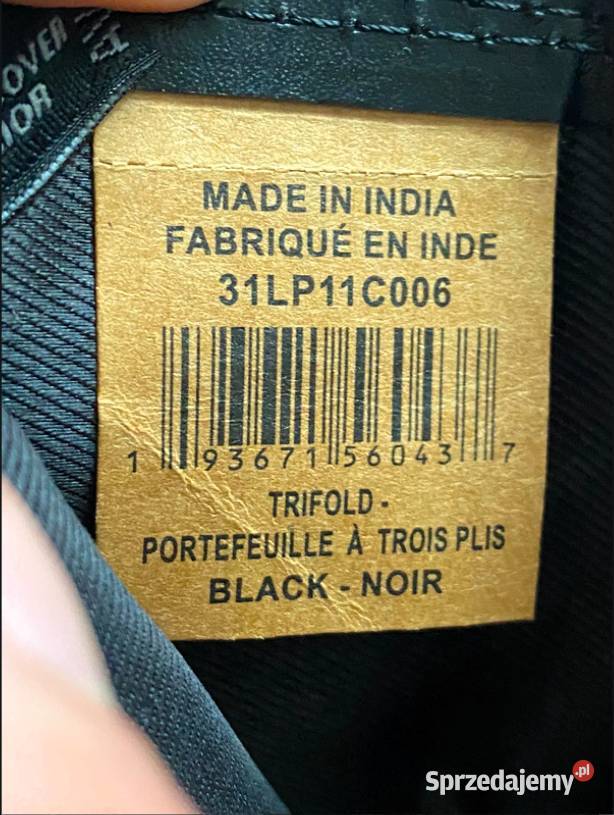 OVER
MADE IN INDIA
FABRIQUÉ EN INDE
31LP11C006
1 93671 56043 7
TRIFOLD -
PORTEFEUILLE À TROIS PLIS
BLACK - NOIR
Sprzedajemy.pl